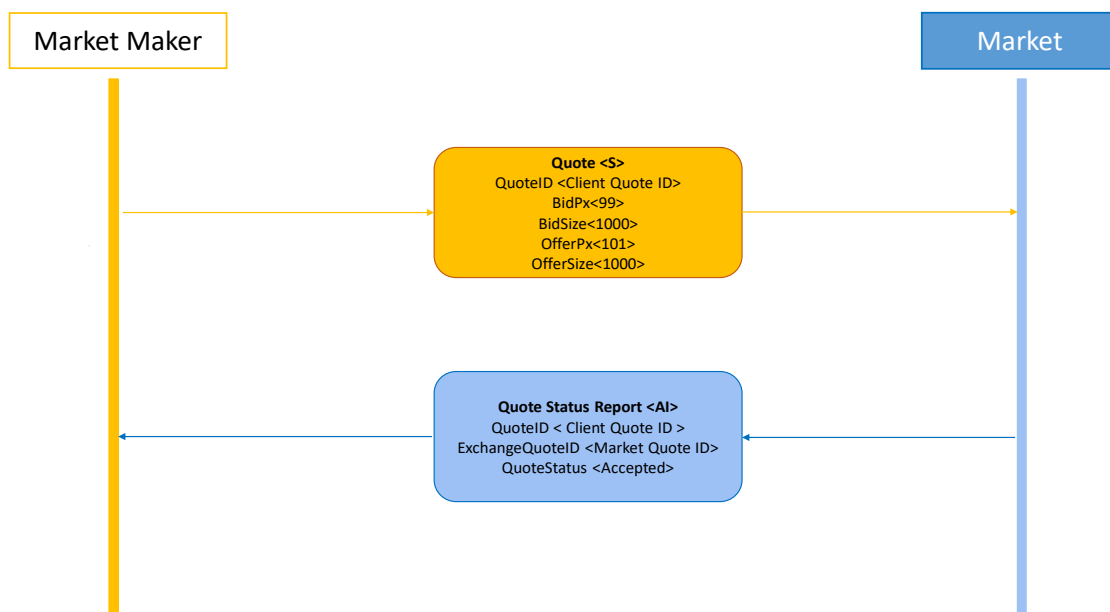 Market Maker
Market
Quote <S>
QuoteID <Client Quote ID>
BidPx<99>
BidSize<1000>
OfferPx<101>
OfferSize<1000>
Quote Status Report <AI>
QuoteID < Client Quote ID >
ExchangeQuoteID <Market Quote ID>
QuoteStatus <Accepted>